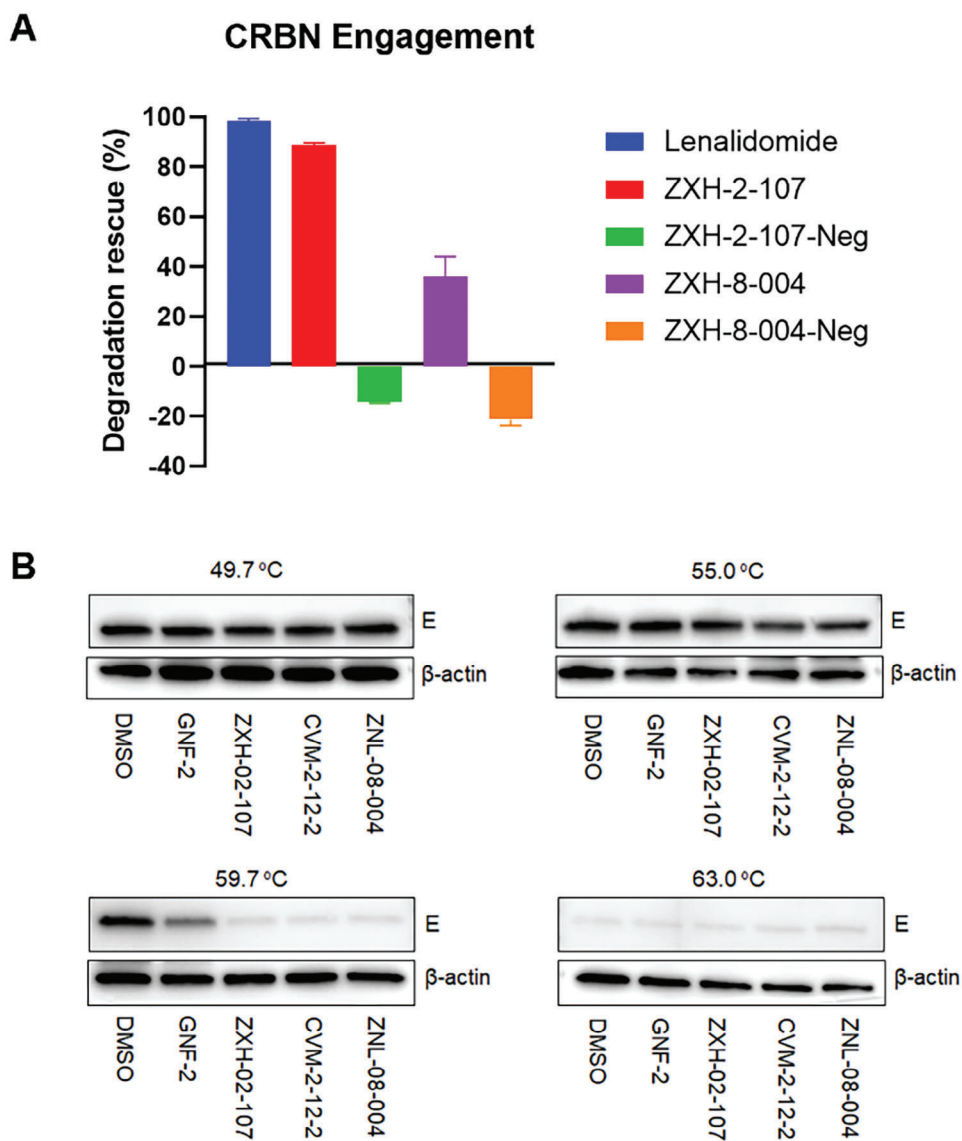 A
CRBN Engagement
Degradation rescue (%)
100
80
60
40
20
0
-20
-40
Lenalidomide
ZXH-2-107
ZXH-2-107-Neg
ZXH-8-004
ZXH-8-004-Neg
B
49.7 ºC
E
β-actin
DMSO
GNF-2
ZXH-02-107
CVM-2-12-2
ZNL-08-004
55.0 ºC
E
β-actin
DMSO
GNF-2
ZXH-02-107
CVM-2-12-2
ZNL-08-004
59.7 ºC
E
β-actin
DMSO
GNF-2
ZXH-02-107
CVM-2-12-2
ZNL-08-004
63.0 ºC
E
β-actin
DMSO
GNF-2
ZXH-02-107
CVM-2-12-2
ZNL-08-004